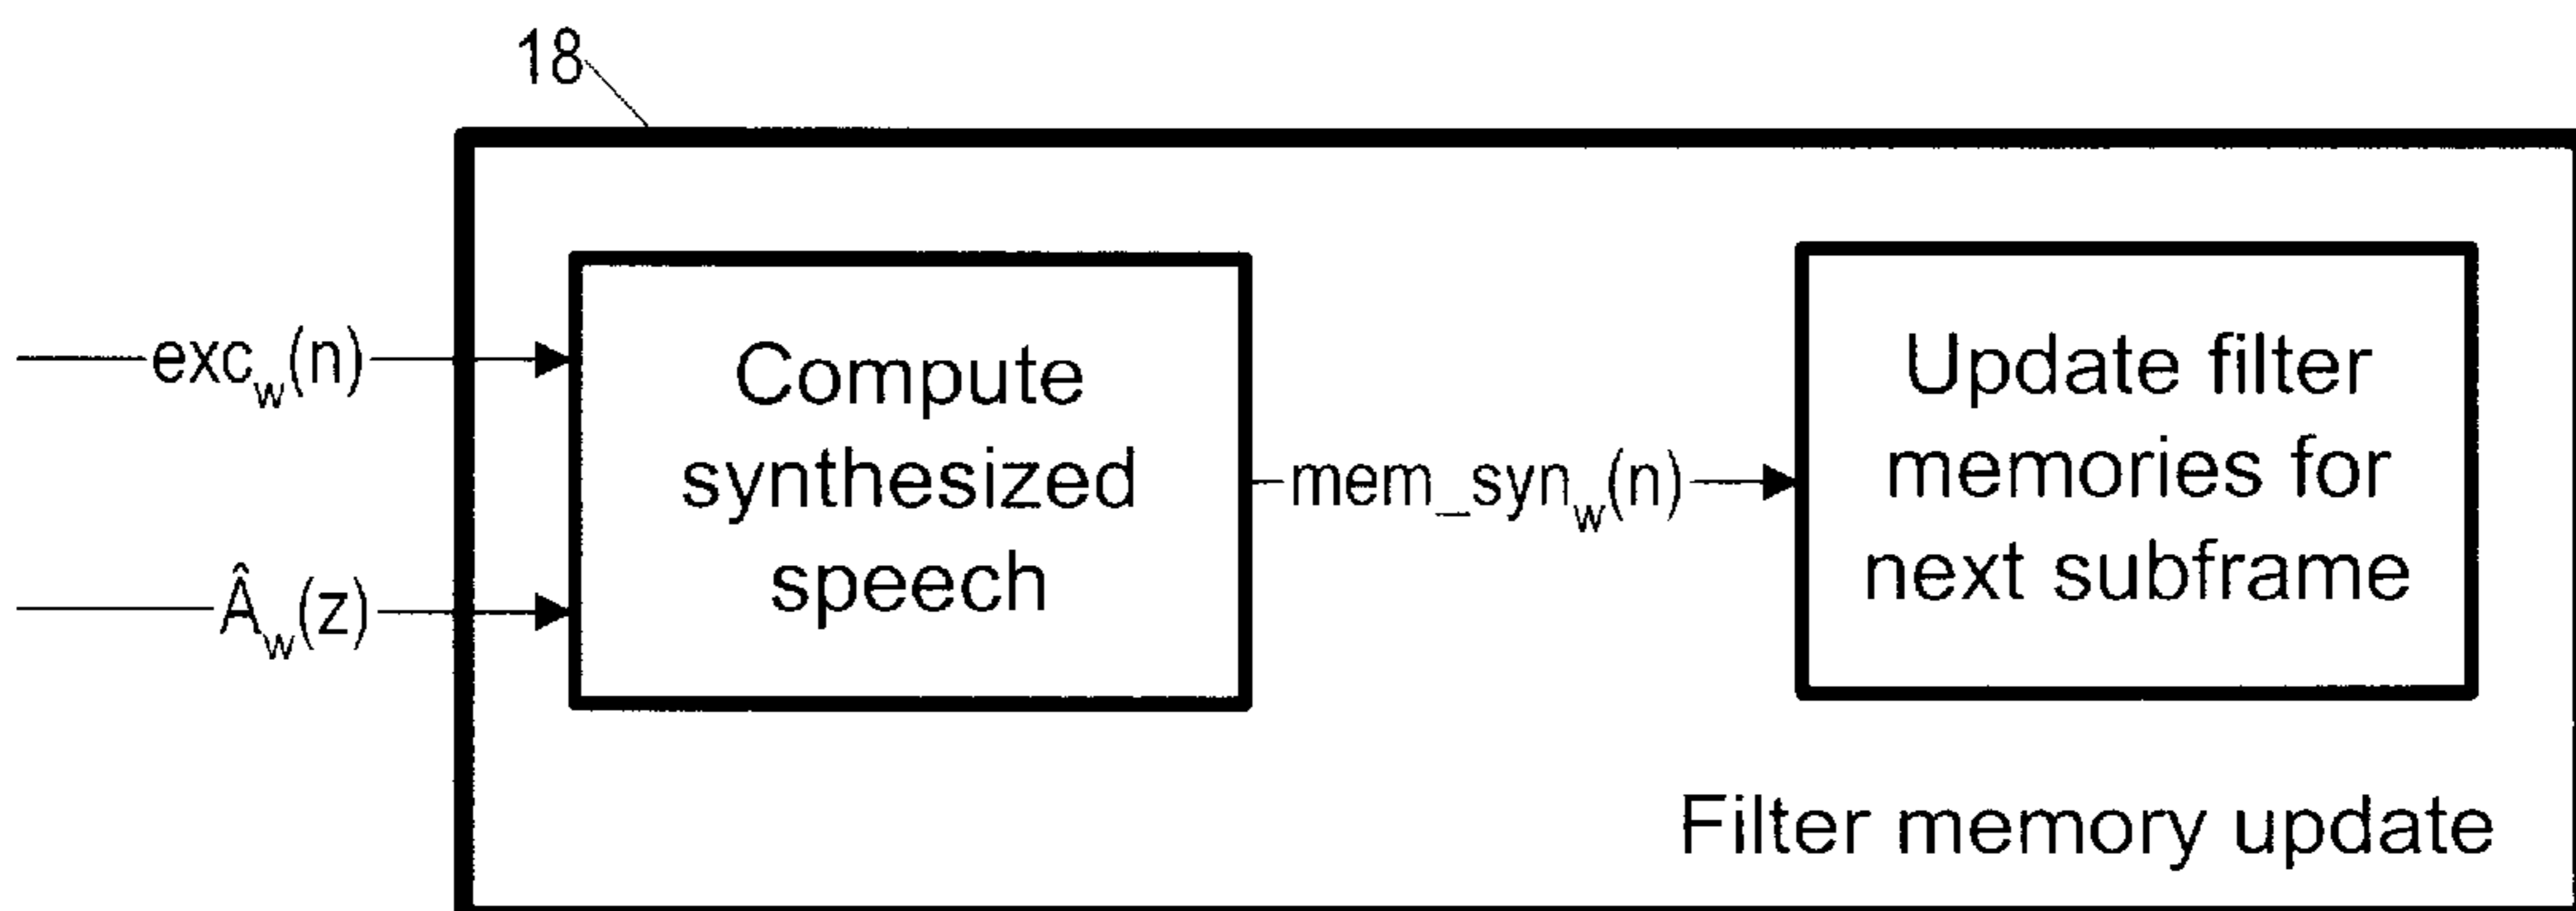 18
exc_w(n)
Â_w(z)
Compute
synthesized
speech
mem_syn_w(n)
Update filter
memories for
next subframe
Filter memory update